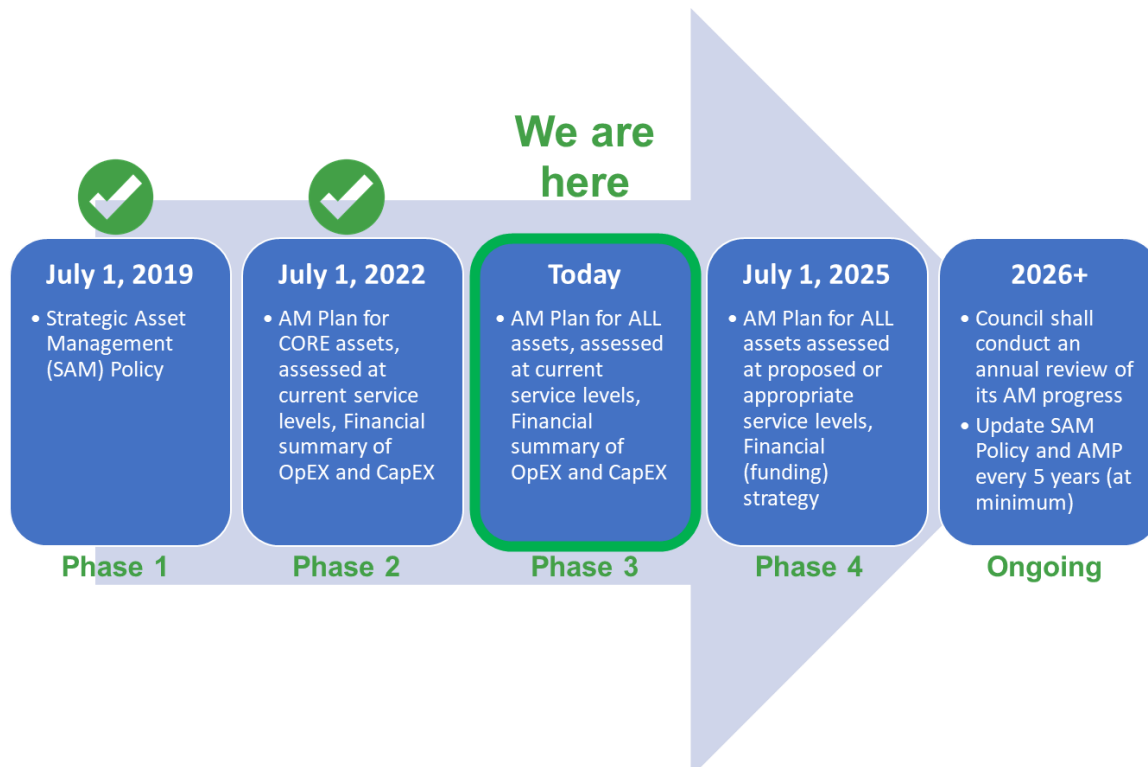 We are
here
July 1, 2019
• Strategic Asset
Management
(SAM) Policy
Phase 1
July 1, 2022
• AM Plan for
CORE assets,
assessed at
current service
levels, Financial
summary of
OpEX and CapEX
Phase 2
Today
• AM Plan for ALL
assets, assessed
at current
service levels,
Financial
summary of
OpEX and CapEX
Phase 3
July 1, 2025
• AM Plan for ALL
assets assessed
at proposed or
appropriate
service levels,
Financial
(funding)
strategy
Phase 4
2026+
• Council shall
conduct an
annual review of
its AM progress
• Update SAM
Policy and AMP
every 5 years (at
minimum)
Ongoing